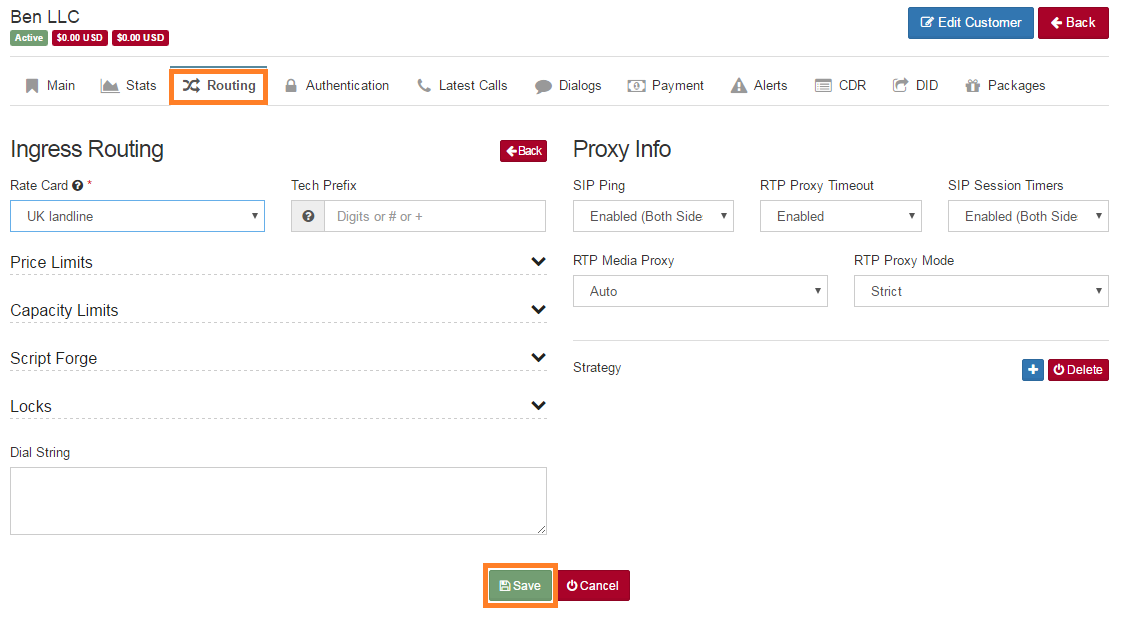 Ben LLC
Active $0.00 USD $0.00 USD
Edit Customer Back
Main Stats Routing Authentication Latest Calls Dialogs Payment Alerts CDR DID Packages
Ingress Routing Back
Rate Card ? *
Tech Prefix
UK landline
? Digits or # or +
Price Limits
Capacity Limits
Script Forge
Locks
Dial String
Proxy Info
SIP Ping RTP Proxy Timeout SIP Session Timers
Enabled (Both Side Enabled Enabled (Both Side
RTP Media Proxy RTP Proxy Mode
Auto Strict
Strategy + Delete
Save Cancel